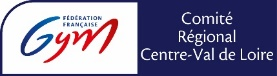 FÉDÉRATION
FRANÇAISE
Gym
Comité
Régional
Centre-Val de Loire